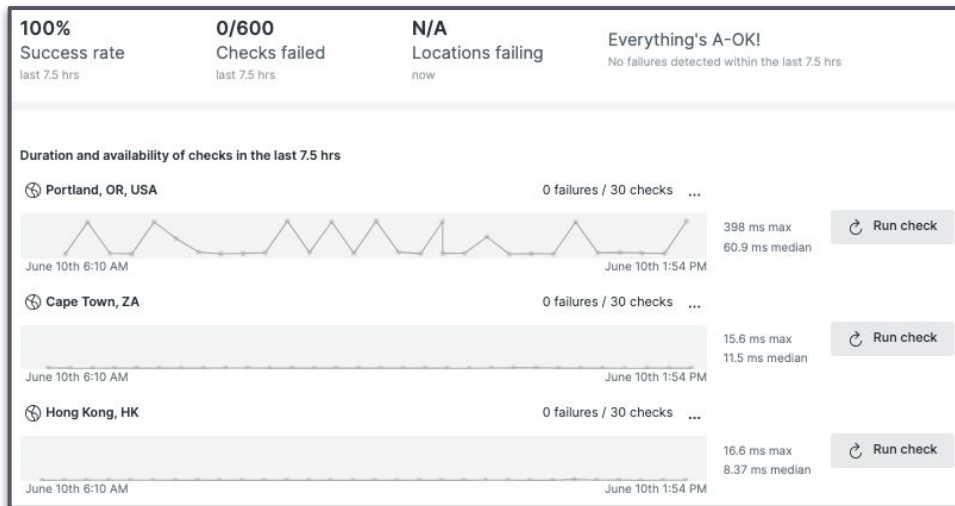 100%
Success rate
last 7.5 hrs
0/600
Checks failed
last 7.5 hrs
N/A
Locations failing
now
Everything's A-OK!
No failures detected within the last 7.5 hrs
Duration and availability of checks in the last 7.5 hrs
Portland, OR, USA
0 failures / 30 checks ...
398 ms max
60.9 ms median
Run check
June 10th 6:10 AM
June 10th 1:54 PM
Cape Town, ZA
0 failures / 30 checks ...
15.6 ms max
11.5 ms median
Run check
June 10th 6:10 AM
June 10th 1:54 PM
Hong Kong, HK
0 failures / 30 checks ...
16.6 ms max
8.37 ms median
Run check
June 10th 6:10 AM
June 10th 1:54 PM